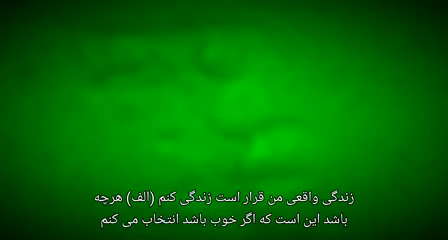 زندگی واقعی من قرار است زندگی کنم (الف) هرچه
باشد این است که اگر خوب باشد انتخاب می کنم